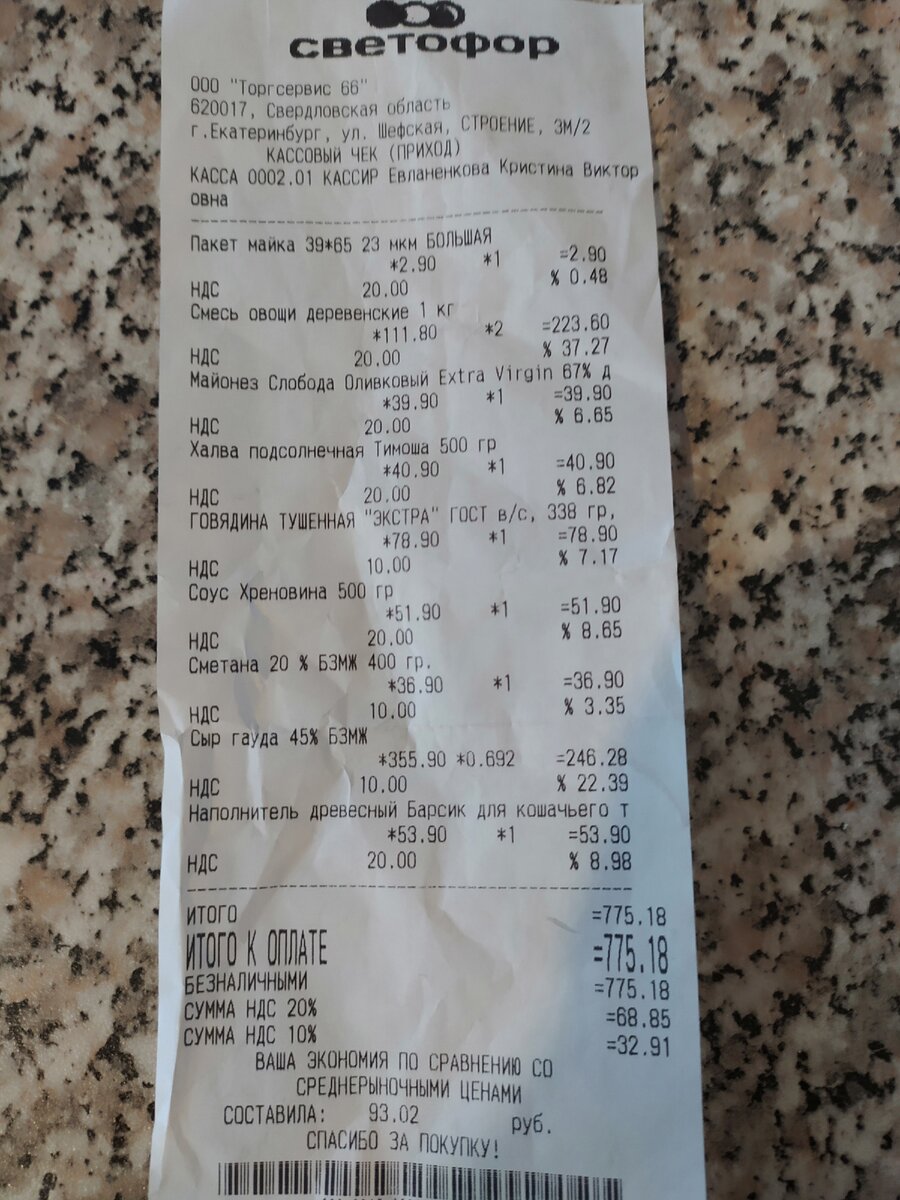 светофор
ООО "Торгсервис 66"
620017, Свердловская область
г.Екатеринбург, ул. Шефская, СТРОЕНИЕ, 3М/2
КАССОВЫЙ ЧЕК (ПРИХОД)
КАССА 0002.01 КАССИР Евланенкова Кристина Виктор
овна
Пакет майка 39*65 23 мкм БОЛЬШАЯ
*2.90 *1 =2.90
НДС 20.00 % 0.48
Смесь овощи деревенские 1 кг
*111.80 *2 =223.60
НДС 20.00 % 37.27
Майонез Слобода Оливковый Extra Virgin 67% д
*39.90 *1 =39.90
НДС 20.00 % 6.65
Халва подсолнечная Тимоша 500 гр
*40.90 *1 =40.90
НДС 20.00 % 6.82
ГОВЯДИНА ТУШЕННАЯ "ЭКСТРА" ГОСТ в/с, 338 гр,
*78.90 *1 =78.90
НДС 10.00 % 7.17
Соус Хреновина 500 гр
*51.90 *1 =51.90
НДС 20.00 % 8.65
Сметана 20 % БЗМЖ 400 гр.
*36.90 *1 =36.90
НДС 10.00 % 3.35
Сыр гауда 45% БЗМЖ
*355.90 *0.692 =246.28
НДС 10.00 % 22.39
Наполнитель древесный Барсик для кошачьего т
*53.90 *1 =53.90
НДС 20.00 % 8.98
ИТОГО =775.18
ИТОГО К ОПЛАТЕ =775.18
БЕЗНАЛИЧНЫМИ =775.18
СУММА НДС 20% =68.85
СУММА НДС 10% =32.91
ВАША ЭКОНОМИЯ ПО СРАВНЕНИЮ СО
СРЕДНЕРЫНОЧНЫМИ ЦЕНАМИ
СОСТАВИЛА: 93.02 руб.
СПАСИБО ЗА ПОКУПКУ!